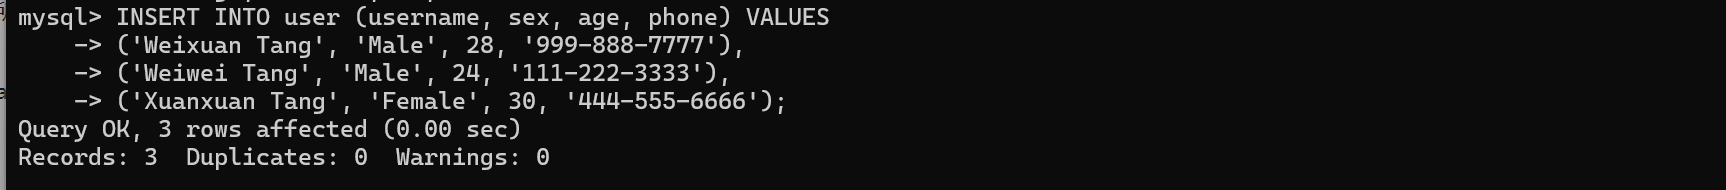 mysql> INSERT INTO user (username, sex, age, phone) VALUES
    -> ('Weixuan Tang', 'Male', 28, '999-888-7777'),
    -> ('Weiwei Tang', 'Male', 24, '111-222-3333'),
    -> ('Xuanxuan Tang', 'Female', 30, '444-555-6666');
Query OK, 3 rows affected (0.00 sec)
Records: 3  Duplicates: 0  Warnings: 0